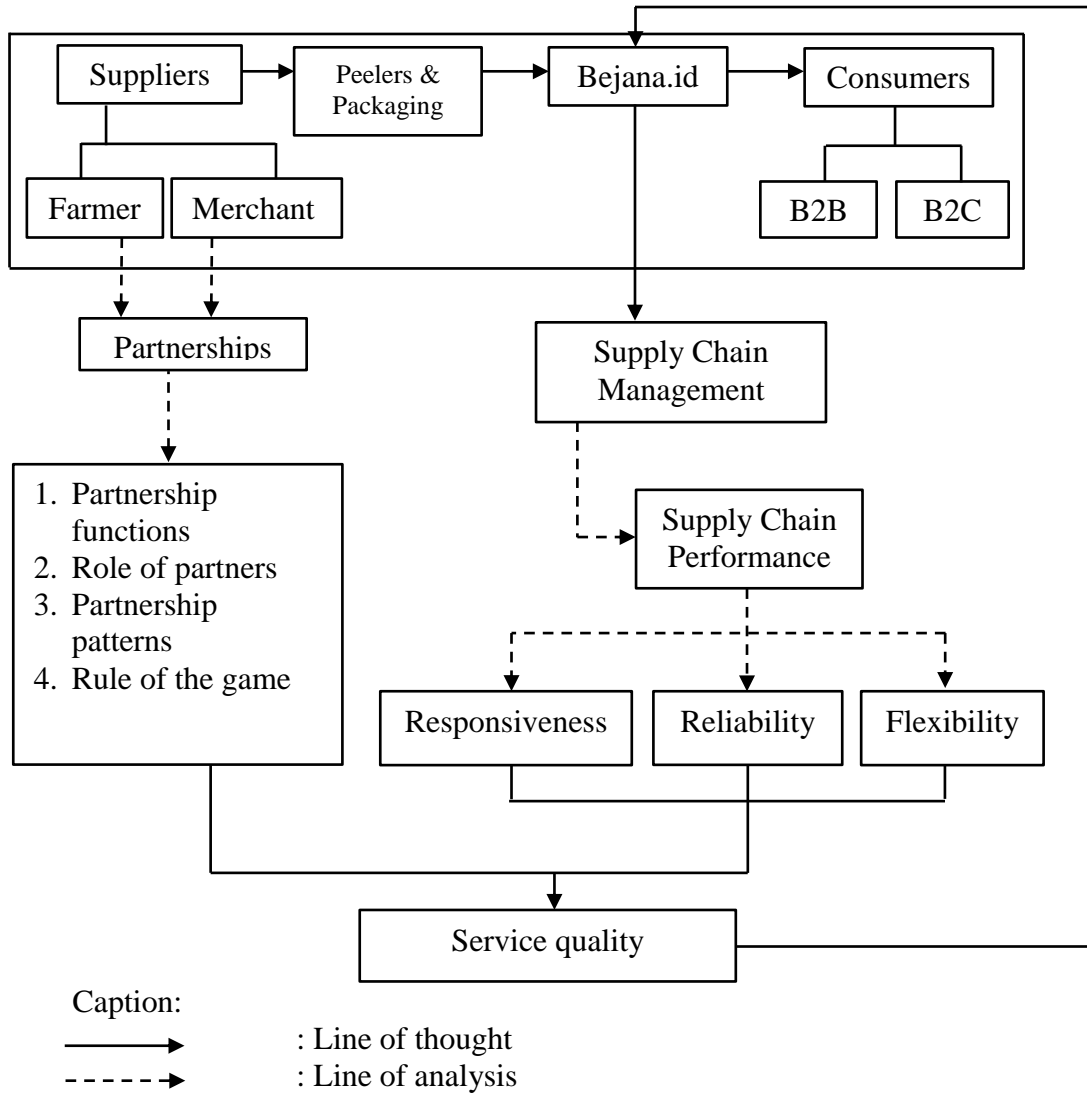 Suppliers
Peelers &
Packaging
Bejana.id
Consumers
Farmer
Merchant
B2B
B2C
Partnerships
Supply Chain
Management
1. Partnership
functions
2. Role of partners
3. Partnership
patterns
4. Rule of the game
Supply Chain
Performance
Responsiveness
Reliability
Flexibility
Service quality
Caption:
: Line of thought
: Line of analysis